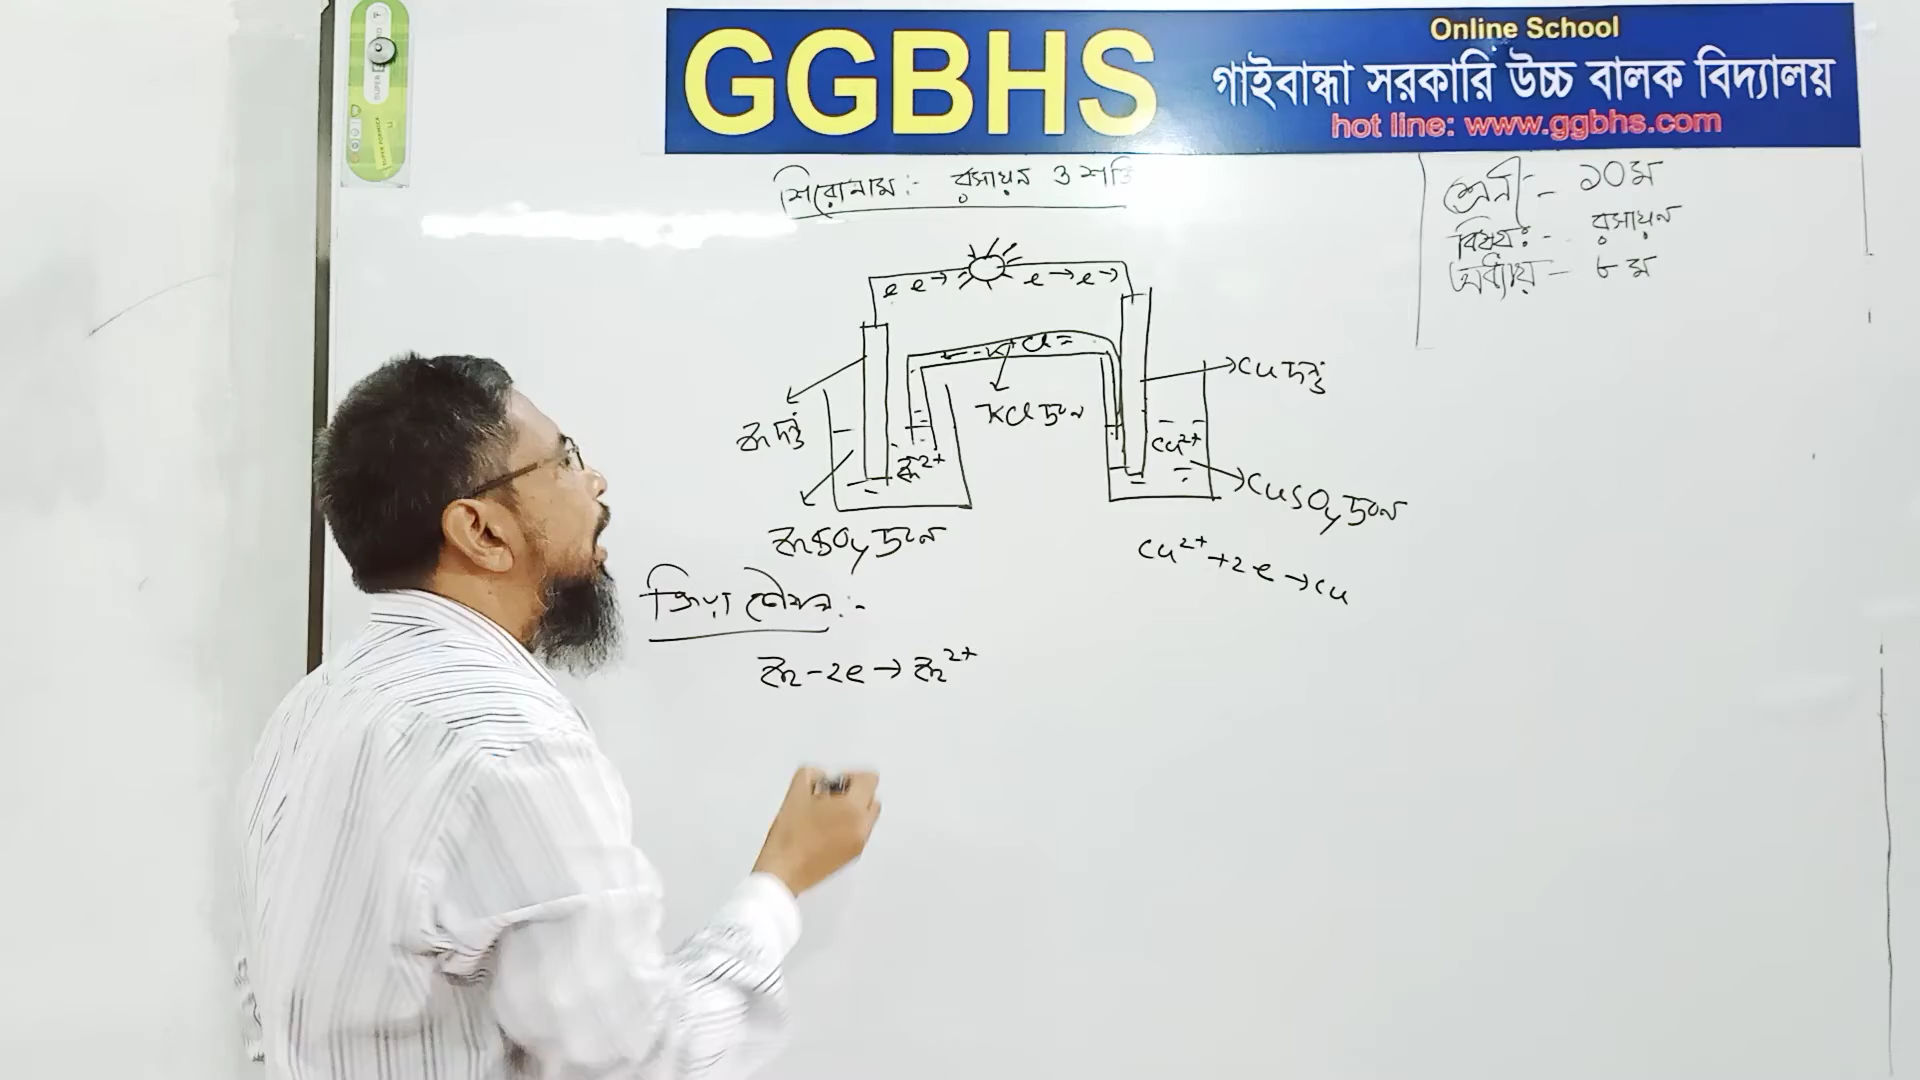 GGBHS
Online School
গাইবান্ধা সরকারি উচ্চ বালক বিদ্যালয়
hot line: www.ggbhs.com
শিরোনাম:- রসায়ন ও শক্তি
শ্রেণী:- ১০ম
বিষয়:- রসায়ন
অধ্যায় - ৮ম
e e→ e→e→
K+ Cl-
KCl দ্রবণ
Zn দন্ড
Cu দন্ড
Zn2+
Cu2+
ZnSO4 দ্রবণ
CuSO4 দ্রবণ
Cu2+ +2e →Cu
ক্রিয়া কৌশল:-
Zn-2e→Zn2+